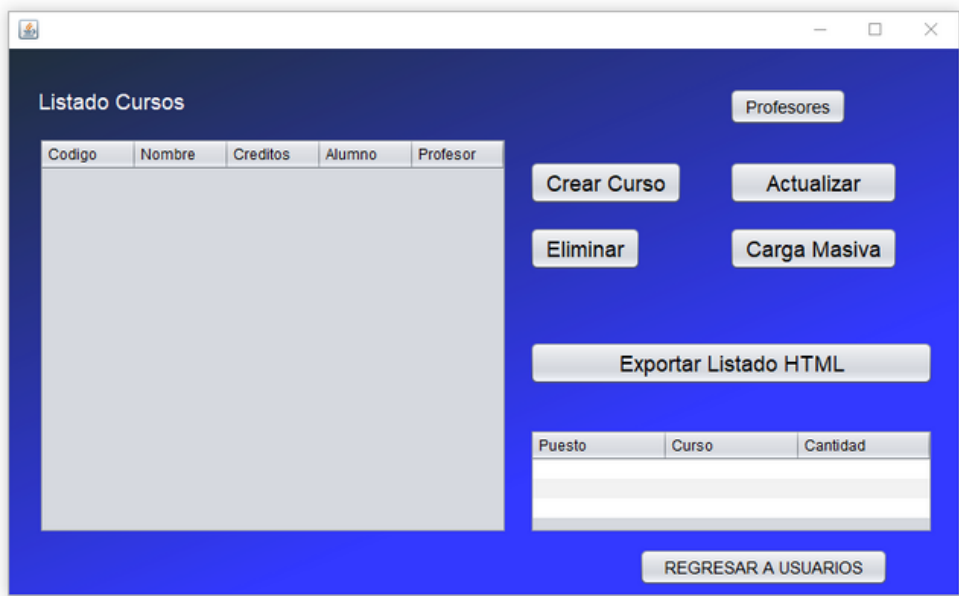 Listado Cursos
Profesores
Codigo Nombre Creditos Alumno Profesor
Crear Curso Actualizar
Eliminar Carga Masiva
Exportar Listado HTML
Puesto Curso Cantidad
REGRESAR A USUARIOS